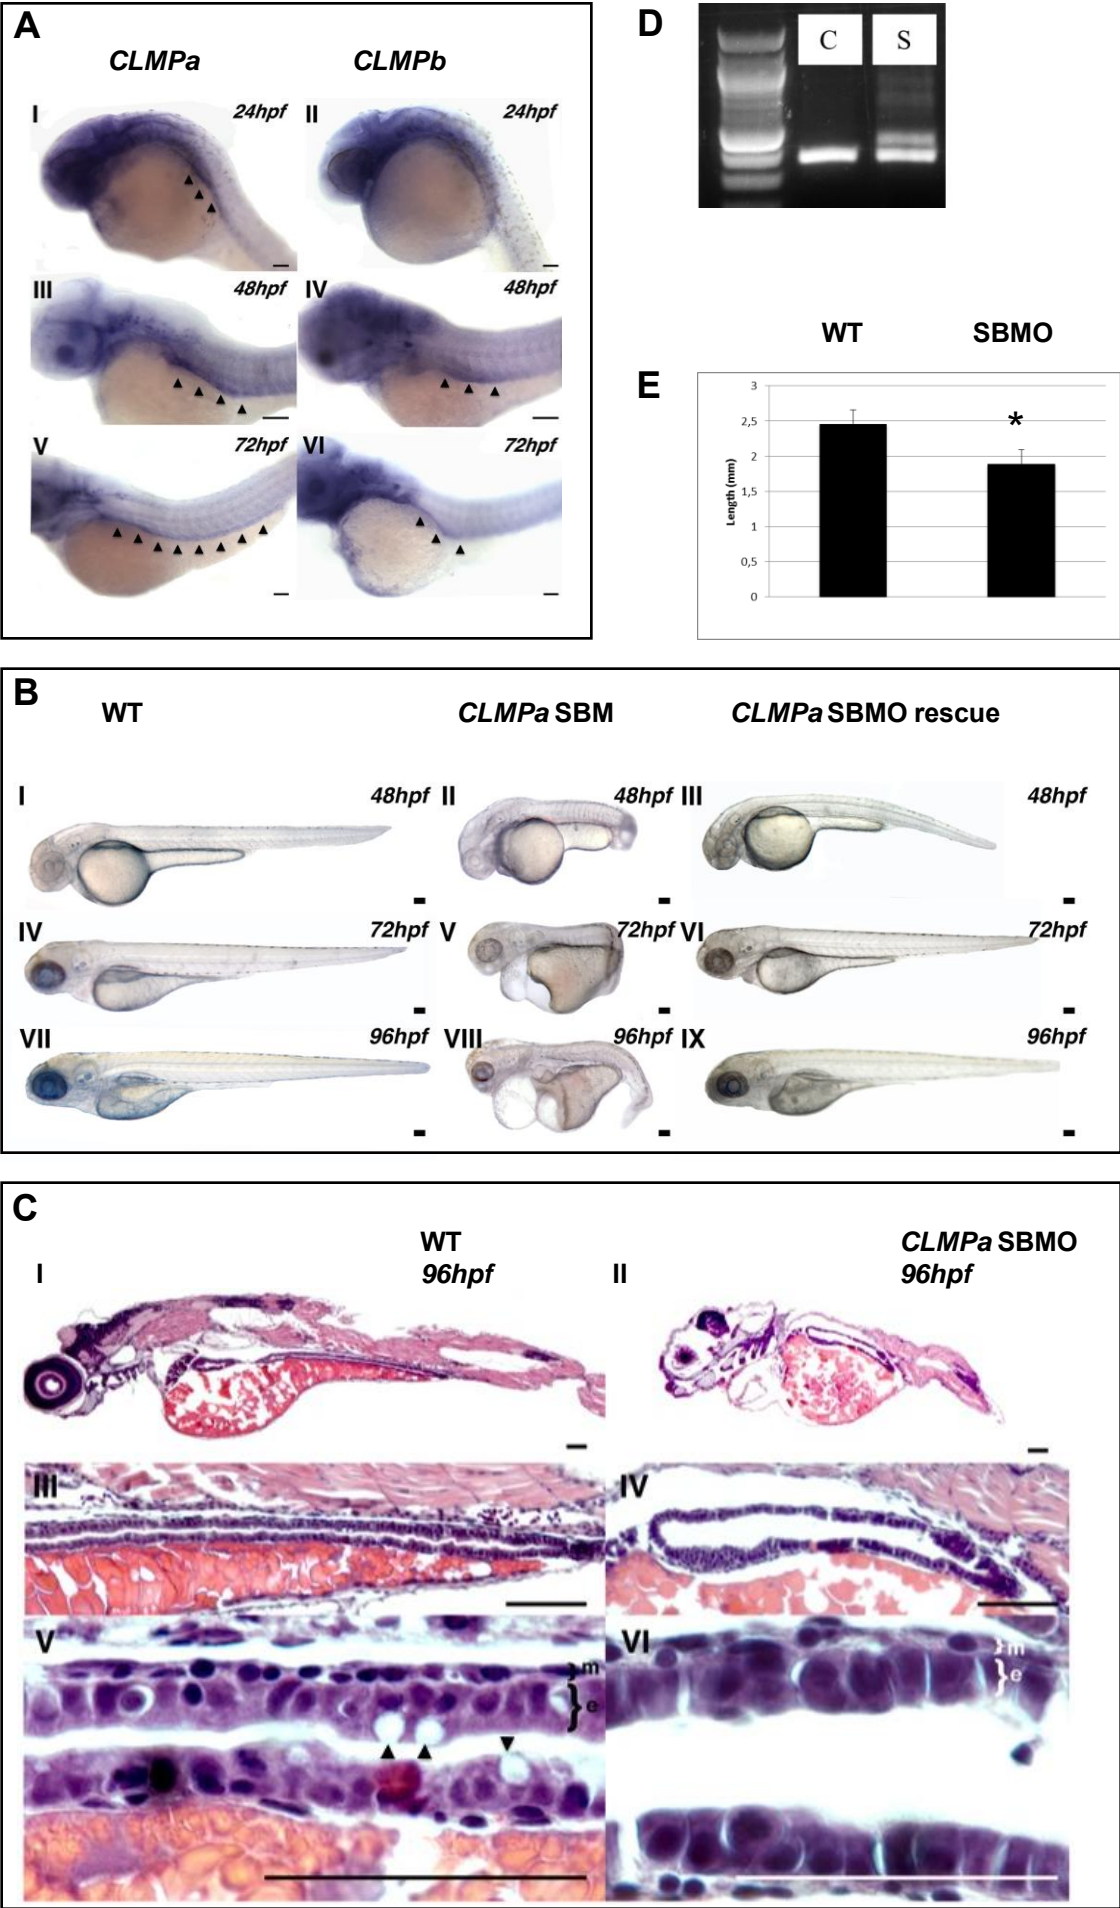 A
CLMPa
CLMPb
I
24hpf
II
24hpf
III
48hpf
IV
48hpf
V
72hpf
VI
72hpf
D
C
S
E
WT
SBMO
3
2,5
2
1,5
1
0,5
0
Length (mm)
*
B
WT
CLMPa SBM
CLMPa SBMO rescue
I
48hpf
II
48hpf
III
48hpf
IV
72hpf
V
72hpf
VI
72hpf
VII
96hpf
VIII
96hpf
IX
96hpf
C
WT
96hpf
CLMPa SBMO
96hpf
I
II
III
IV
V
m
e
VI
m
e